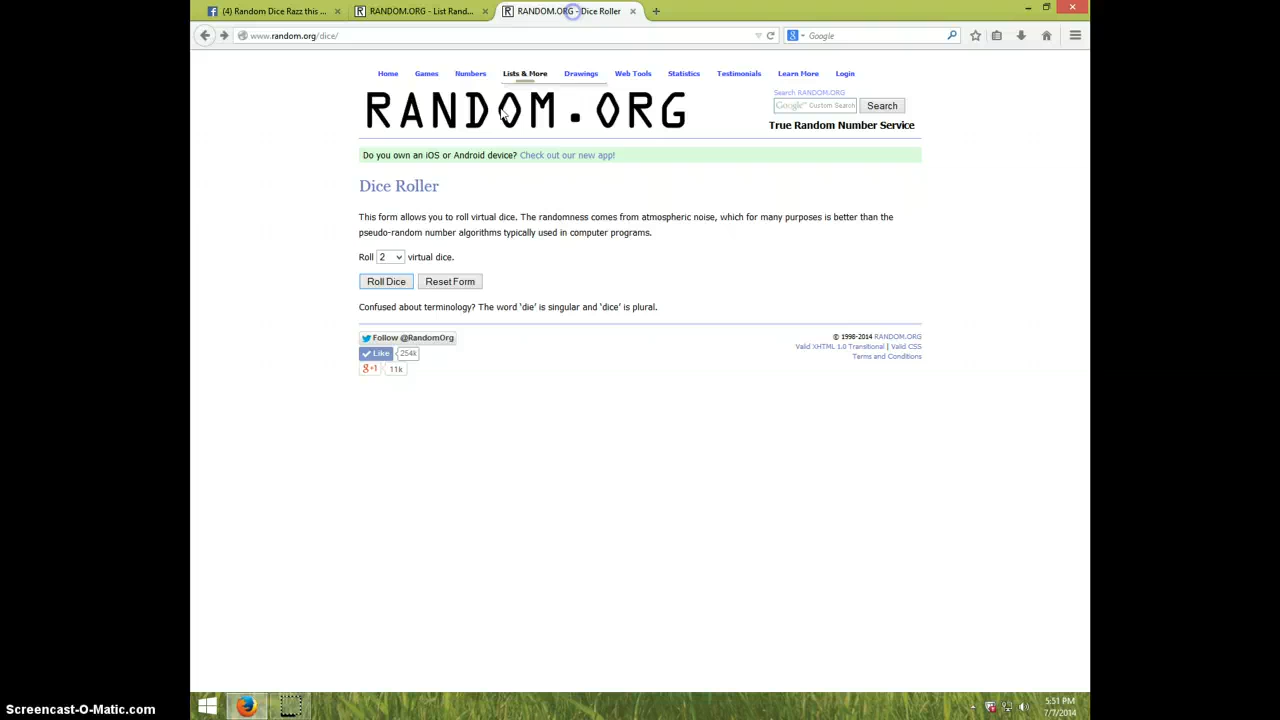 (4) Random Dice Razz this ...
RANDOM.ORG - List Rand...
RANDOM.ORG - Dice Roller
www.random.org/dice/
Google
Home Games Numbers Lists & More Drawings Web Tools Statistics Testimonials Learn More Login
RANDOM.ORG
Search RANDOM.ORG
Google™ Custom Search Search
True Random Number Service
Do you own an iOS or Android device? Check out our new app!
Dice Roller
This form allows you to roll virtual dice. The randomness comes from atmospheric noise, which for many purposes is better than the
pseudo-random number algorithms typically used in computer programs.
Roll 2 virtual dice.
Roll Dice Reset Form
Confused about terminology? The word ‘die’ is singular and ‘dice’ is plural.
Follow @RandomOrg
Like 254k
g+1 11k
© 1998-2014 RANDOM.ORG
Valid XHTML 1.0 Transitional | Valid CSS
Terms and Conditions
5:51 PM
7/7/2014
Screencast-O-Matic.com